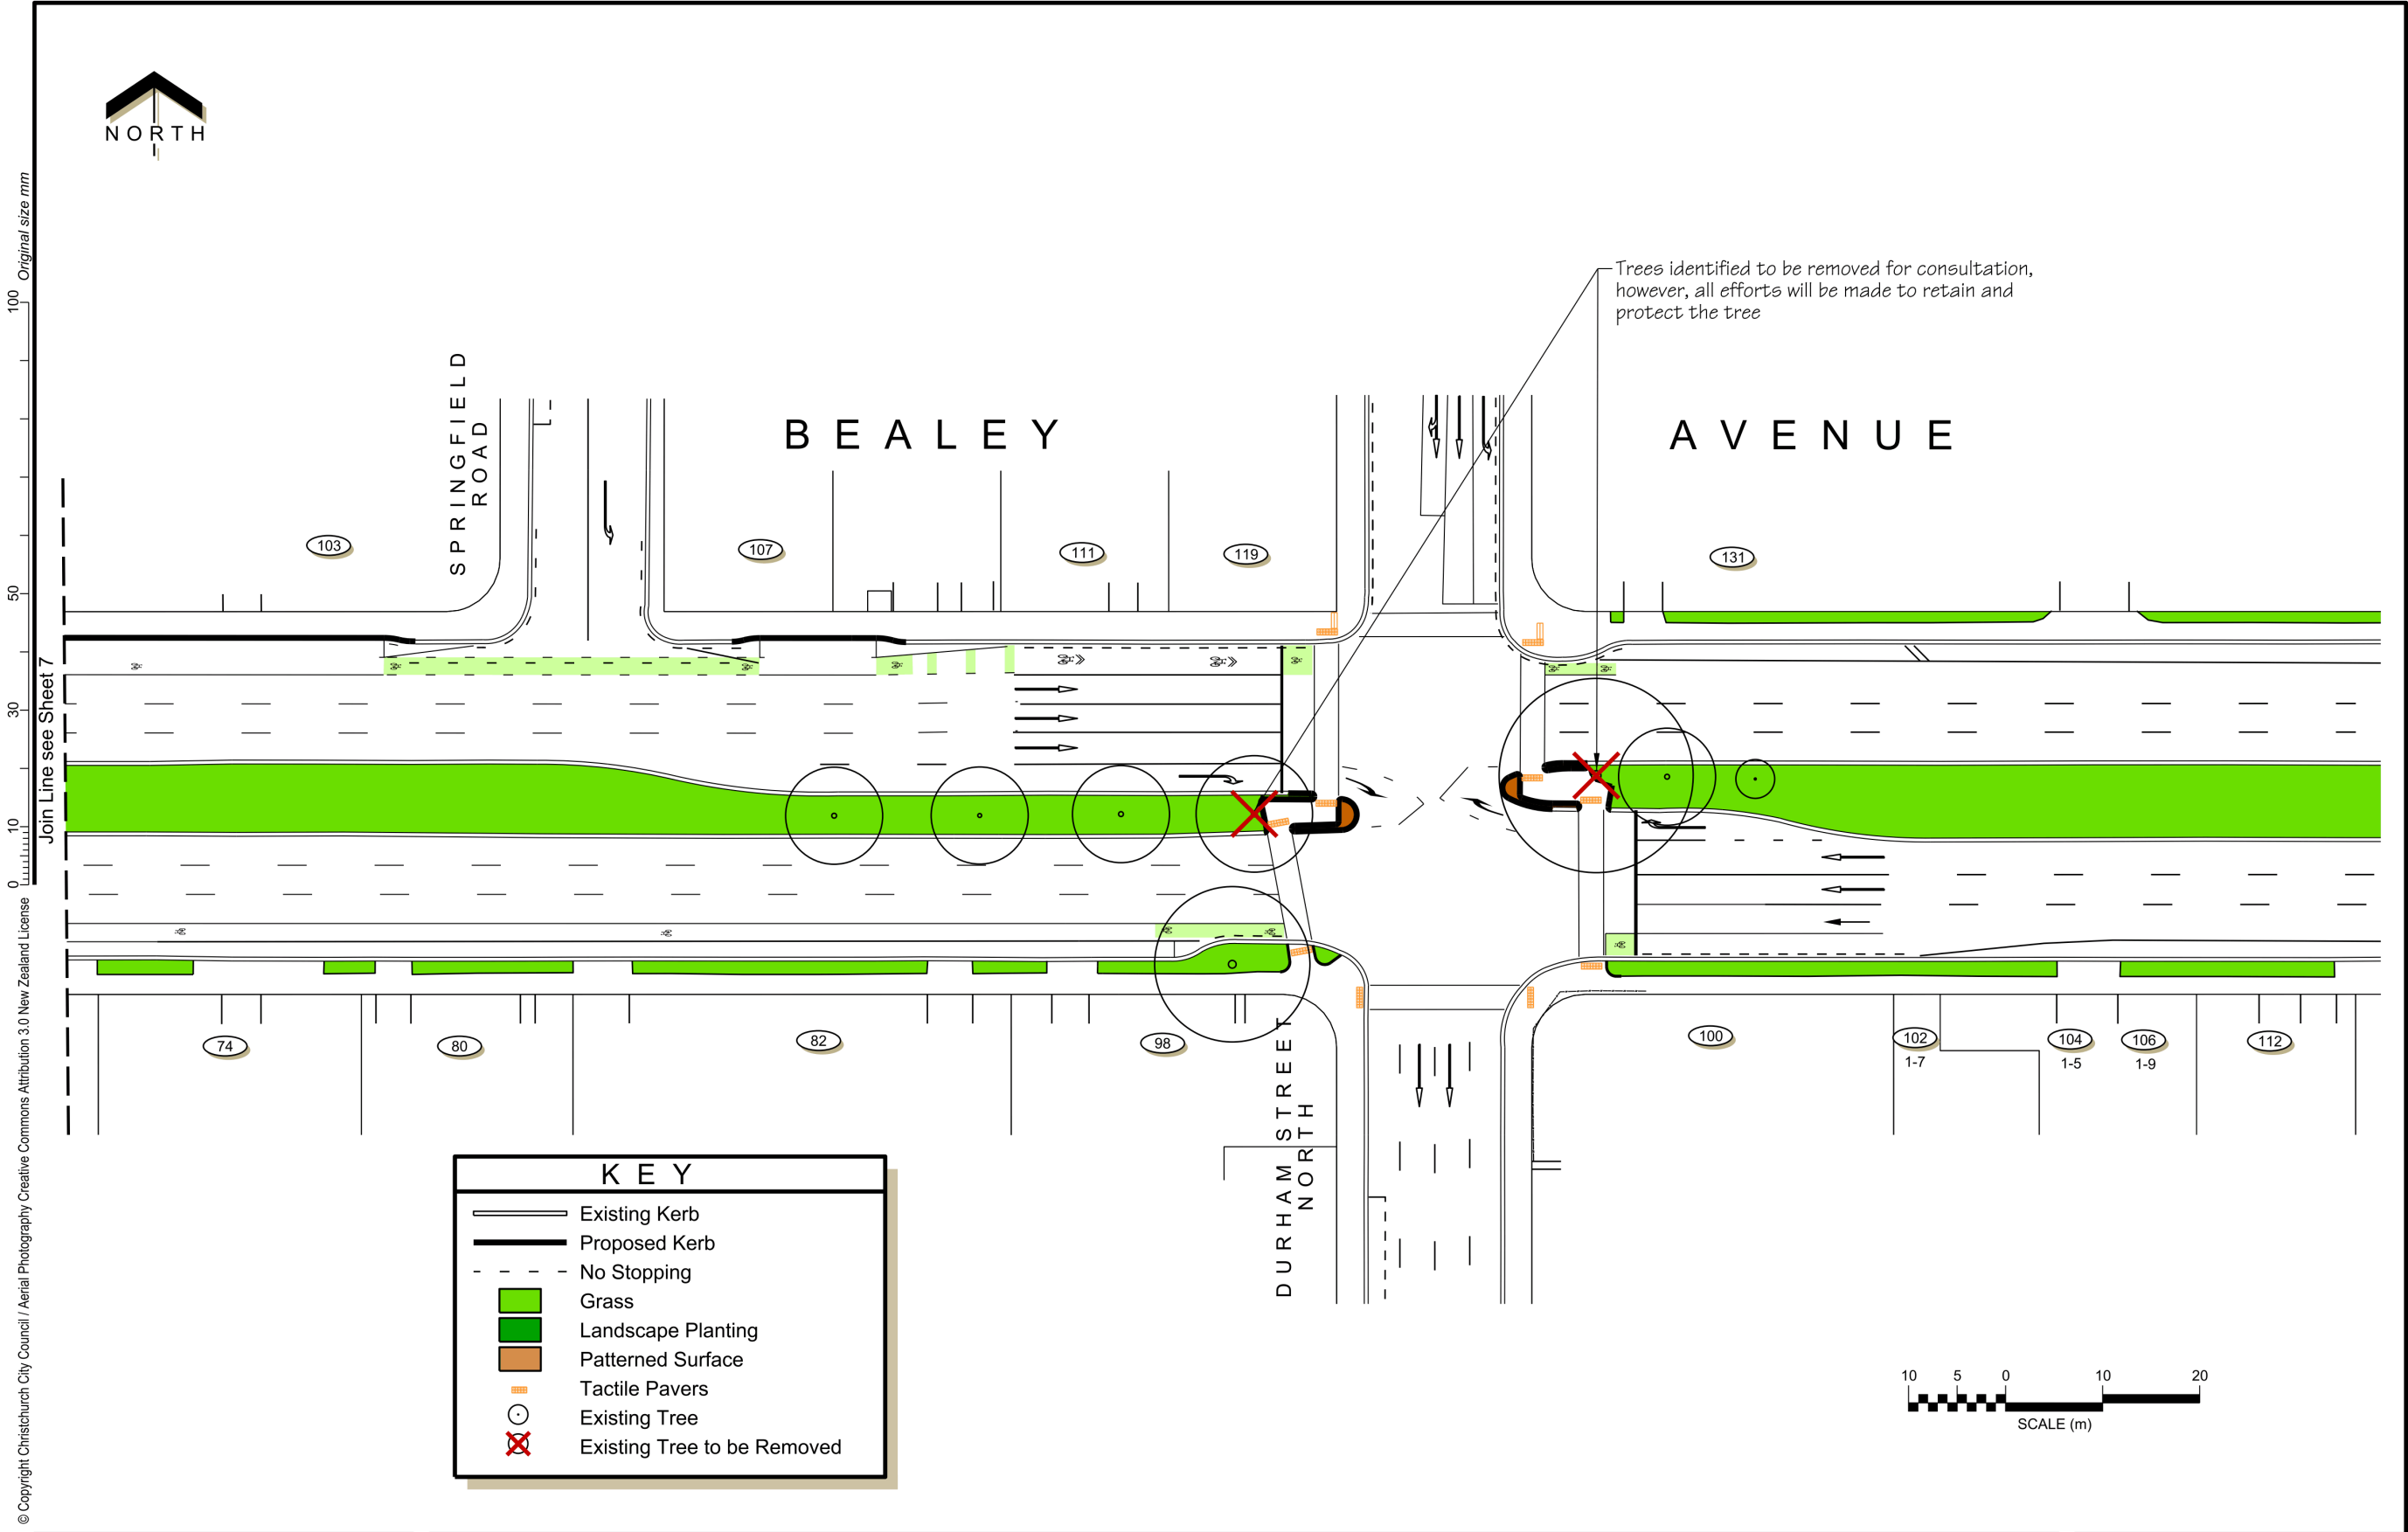 NORTH
Trees identified to be removed for consultation,
however, all efforts will be made to retain and
protect the tree
SPRINGFIELD
ROAD
BEALEY
AVENUE
103
107
111
119
131
Original size mm
100
50
30
10
0
Join Line see Sheet 7
74
80
82
98
100
102
1-7
104
1-5
106
1-9
112
DURHAM STREET
NORTH
KEY
Existing Kerb
Proposed Kerb
No Stopping
Grass
Landscape Planting
Patterned Surface
Tactile Pavers
Existing Tree
Existing Tree to be Removed
10 5 0 10 20
SCALE (m)
© Copyright Christchurch City Council / Aerial Photography Creative Commons Attribution 3.0 New Zealand License